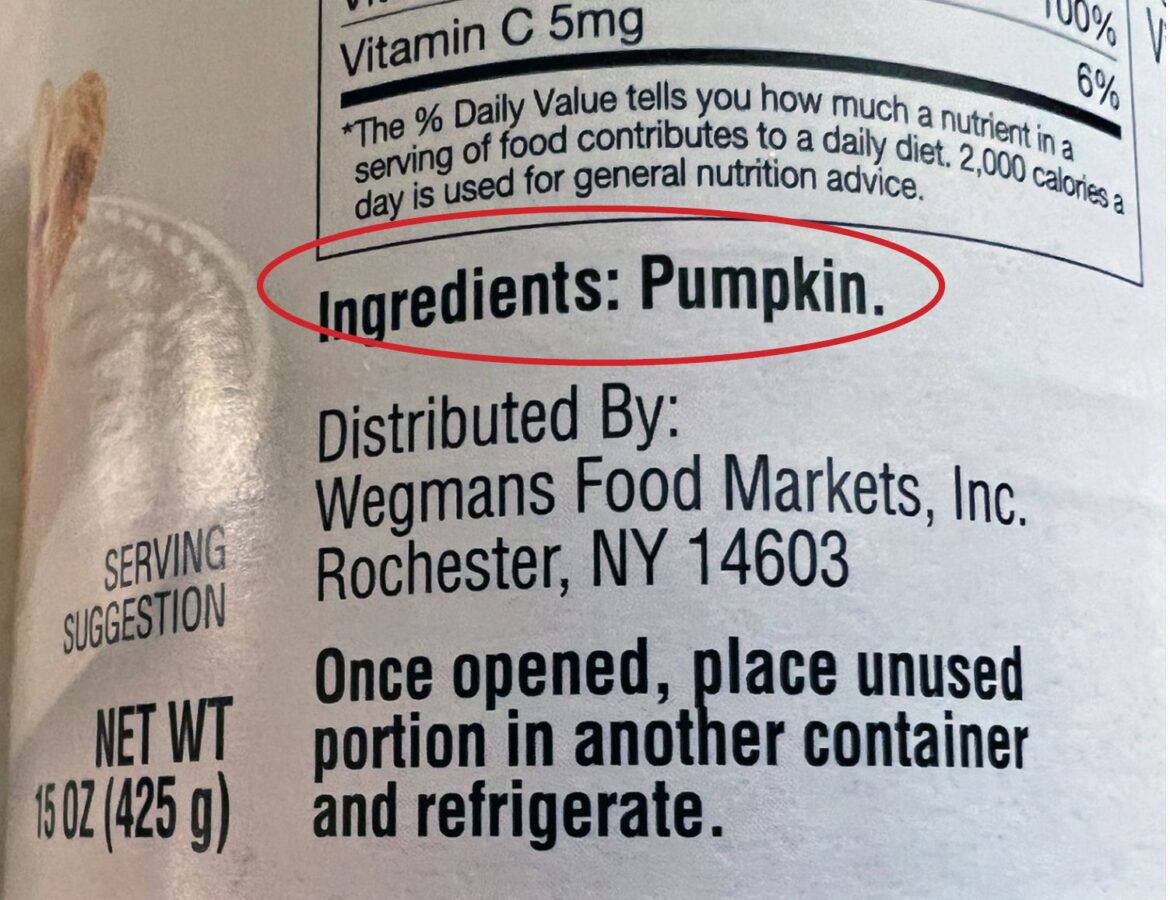 100%
Vitamin C 5mg 6%
*The % Daily Value tells you how much a nutrient in a
serving of food contributes to a daily diet. 2,000 calories a
day is used for general nutrition advice.
Ingredients: Pumpkin.
Distributed By:
Wegmans Food Markets, Inc.
Rochester, NY 14603
Once opened, place unused
portion in another container
and refrigerate.
SERVING
SUGGESTION
NET WT
15 OZ (425 g)